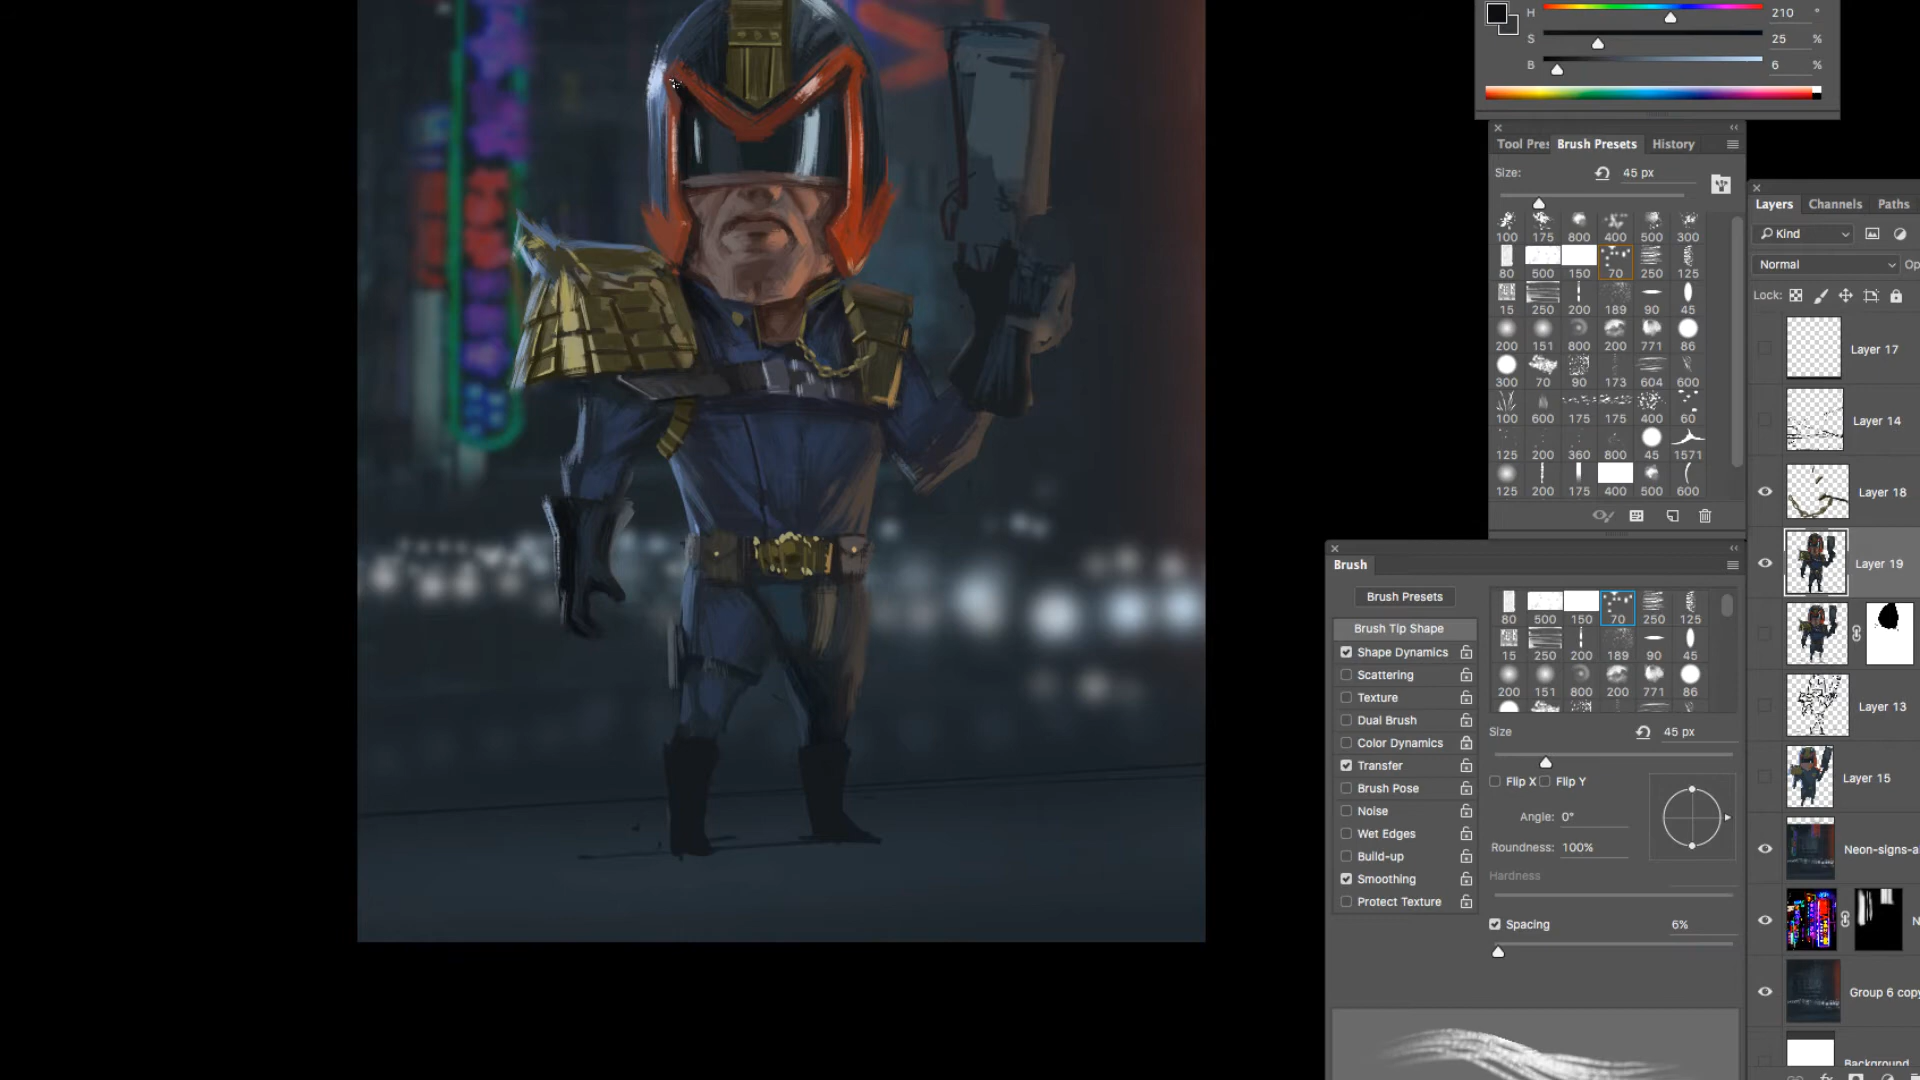 H 210 °
S 25 %
B 6 %
Tool Pres Brush Presets History
Size: 45 px
100 175 800 400 500 300
80 500 150 70 250 125
15 250 200 189 90 45
200 151 800 200 771 86
300 70 90 173 604 600
100 600 175 175 400 60
125 200 360 800 45 1571
125 200 175 400 500 600
Layers Channels Paths
Kind
Normal Op
Lock:
Layer 17
Layer 14
Layer 18
Layer 19
Layer 13
Layer 15
Neon-signs-a
N
Group 6 copy
Background
Brush
Brush Presets
Brush Tip Shape
Shape Dynamics
Scattering
Texture
Dual Brush
Color Dynamics
Transfer
Brush Pose
Noise
Wet Edges
Build-up
Smoothing
Protect Texture
80 500 150 70 250 125
15 250 200 189 90 45
200 151 800 200 771 86
Size 45 px
Flip X Flip Y
Angle: 0°
Roundness: 100%
Hardness
Spacing 6%